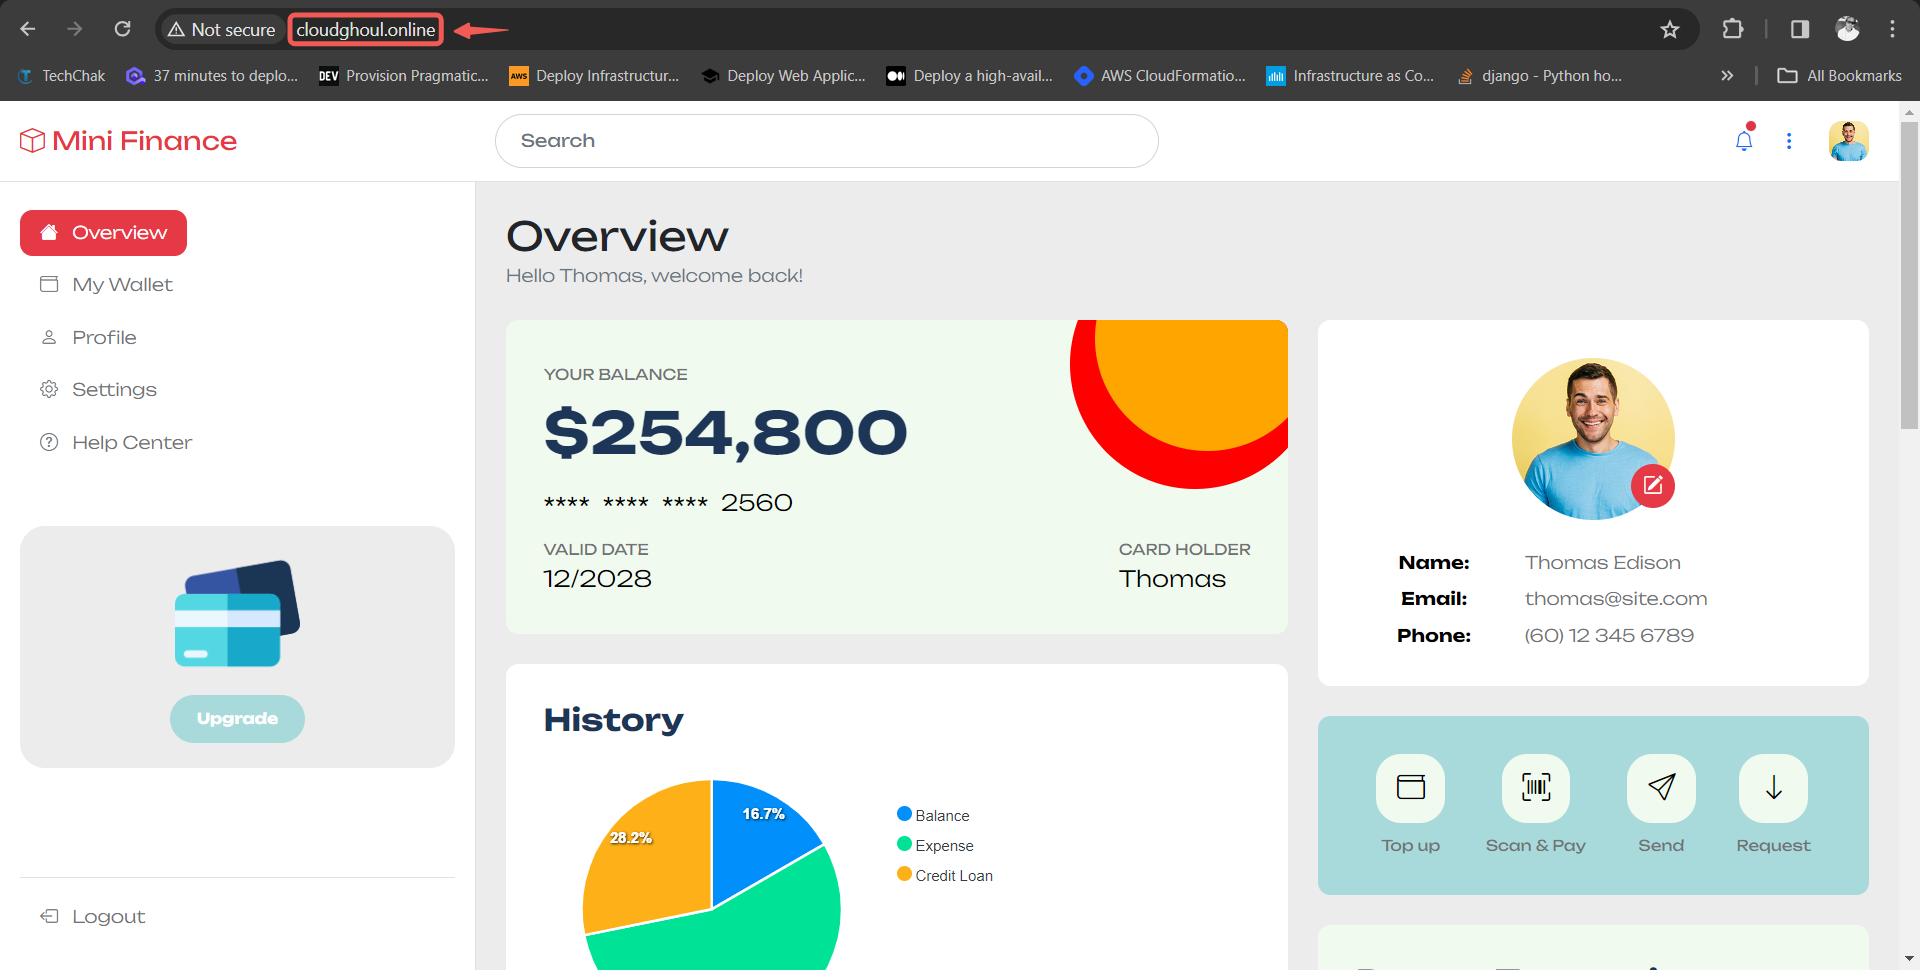 Not secure
cloudghoul.online
TechChak
37 minutes to deplo...
DEV
Provision Pragmatic...
AWS
Deploy Infrastructur...
Deploy Web Applic...
Deploy a high-avail...
AWS CloudFormatio...
Infrastructure as Co...
django - Python ho...
»
All Bookmarks
Mini Finance
Search
Overview
My Wallet
Profile
Settings
Help Center
Upgrade
Logout
Overview
Hello Thomas, welcome back!
YOUR BALANCE
$254,800
**** **** **** 2560
VALID DATE
12/2028
CARD HOLDER
Thomas
History
16.7%
28.2%
Balance
Expense
Credit Loan
Name: Thomas Edison
Email: thomas@site.com
Phone: (60) 12 345 6789
Top up
Scan & Pay
Send
Request